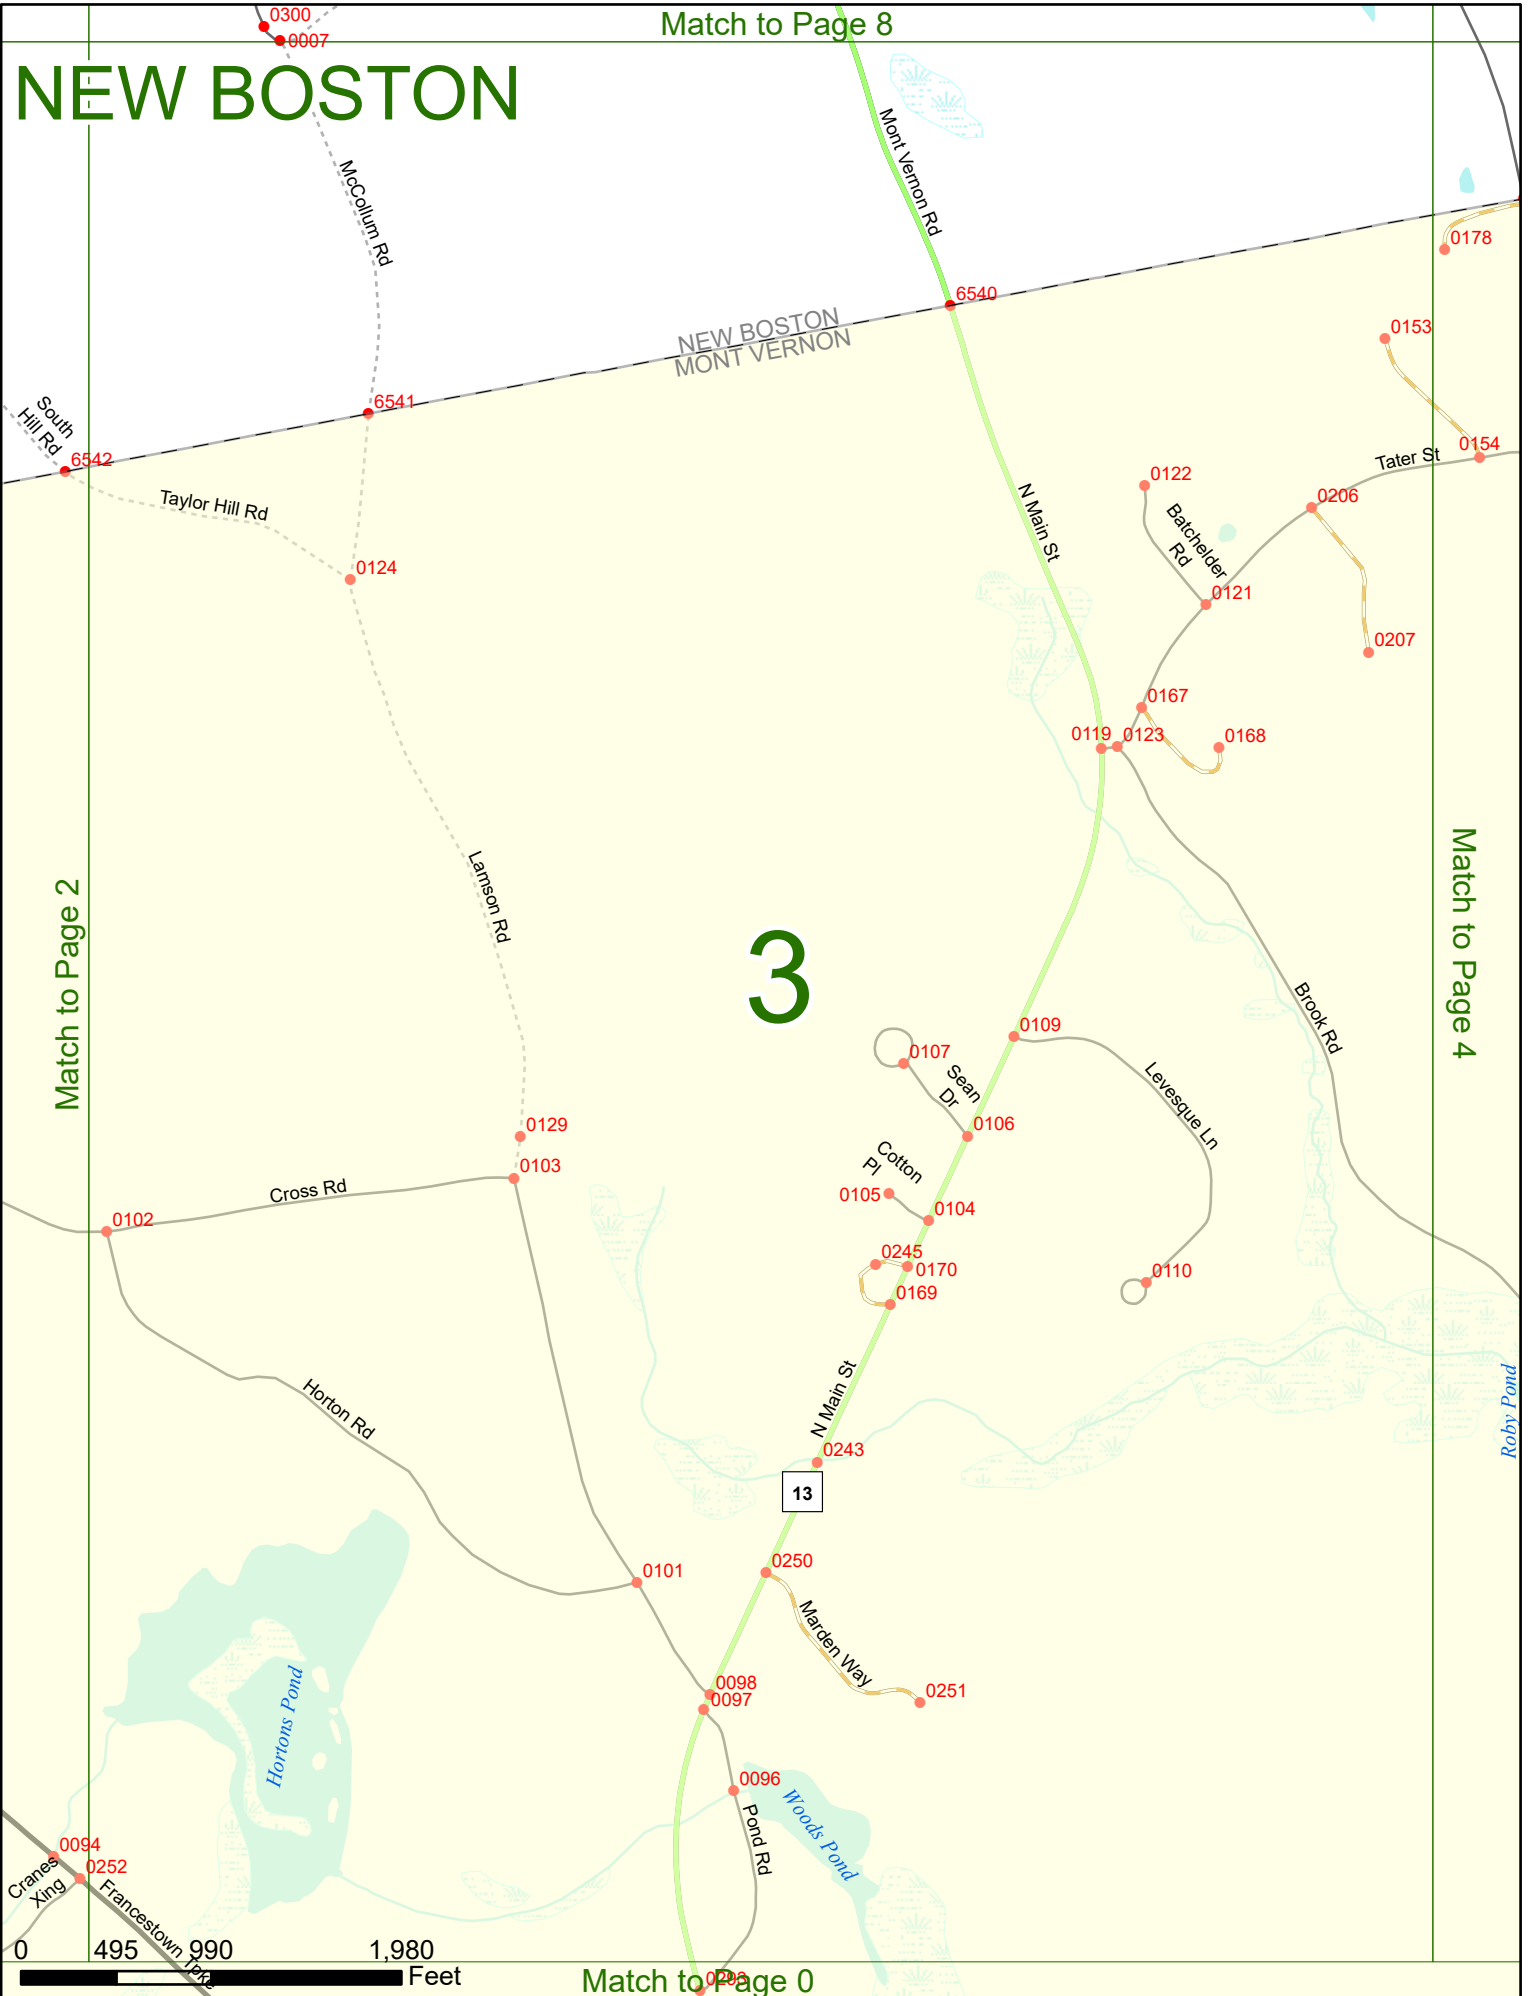 0300
Match to Page 8
0007
NEW BOSTON
McCollum Rd
Mont Vernon Rd
0178
6540
NEW BOSTON
MONT VERNON
0153
6541
South
Hill Rd
6542
0154
Tater St
Taylor Hill Rd
0122
0206
N Main St
Batchelder
Rd
0124
0121
0207
0167
0119
0123
0168
Match to Page 2
Lamson Rd
3
Match to Page 4
Brook Rd
0109
0107
Sean
Dr
Levesque Ln
0129
0106
0103
Cotton
Pl
Cross Rd
0105
0102
0104
0245
0170
0110
0169
Horton Rd
N Main St
Roby Pond
0243
13
0101
0250
Marden Way
Hortons Pond
0098
0097
0251
0096
Woods Pond
Pond Rd
0094
Cranes
Xing
0252
Francestown Tpke
0 495 990 1,980
Feet
Match to Page 0